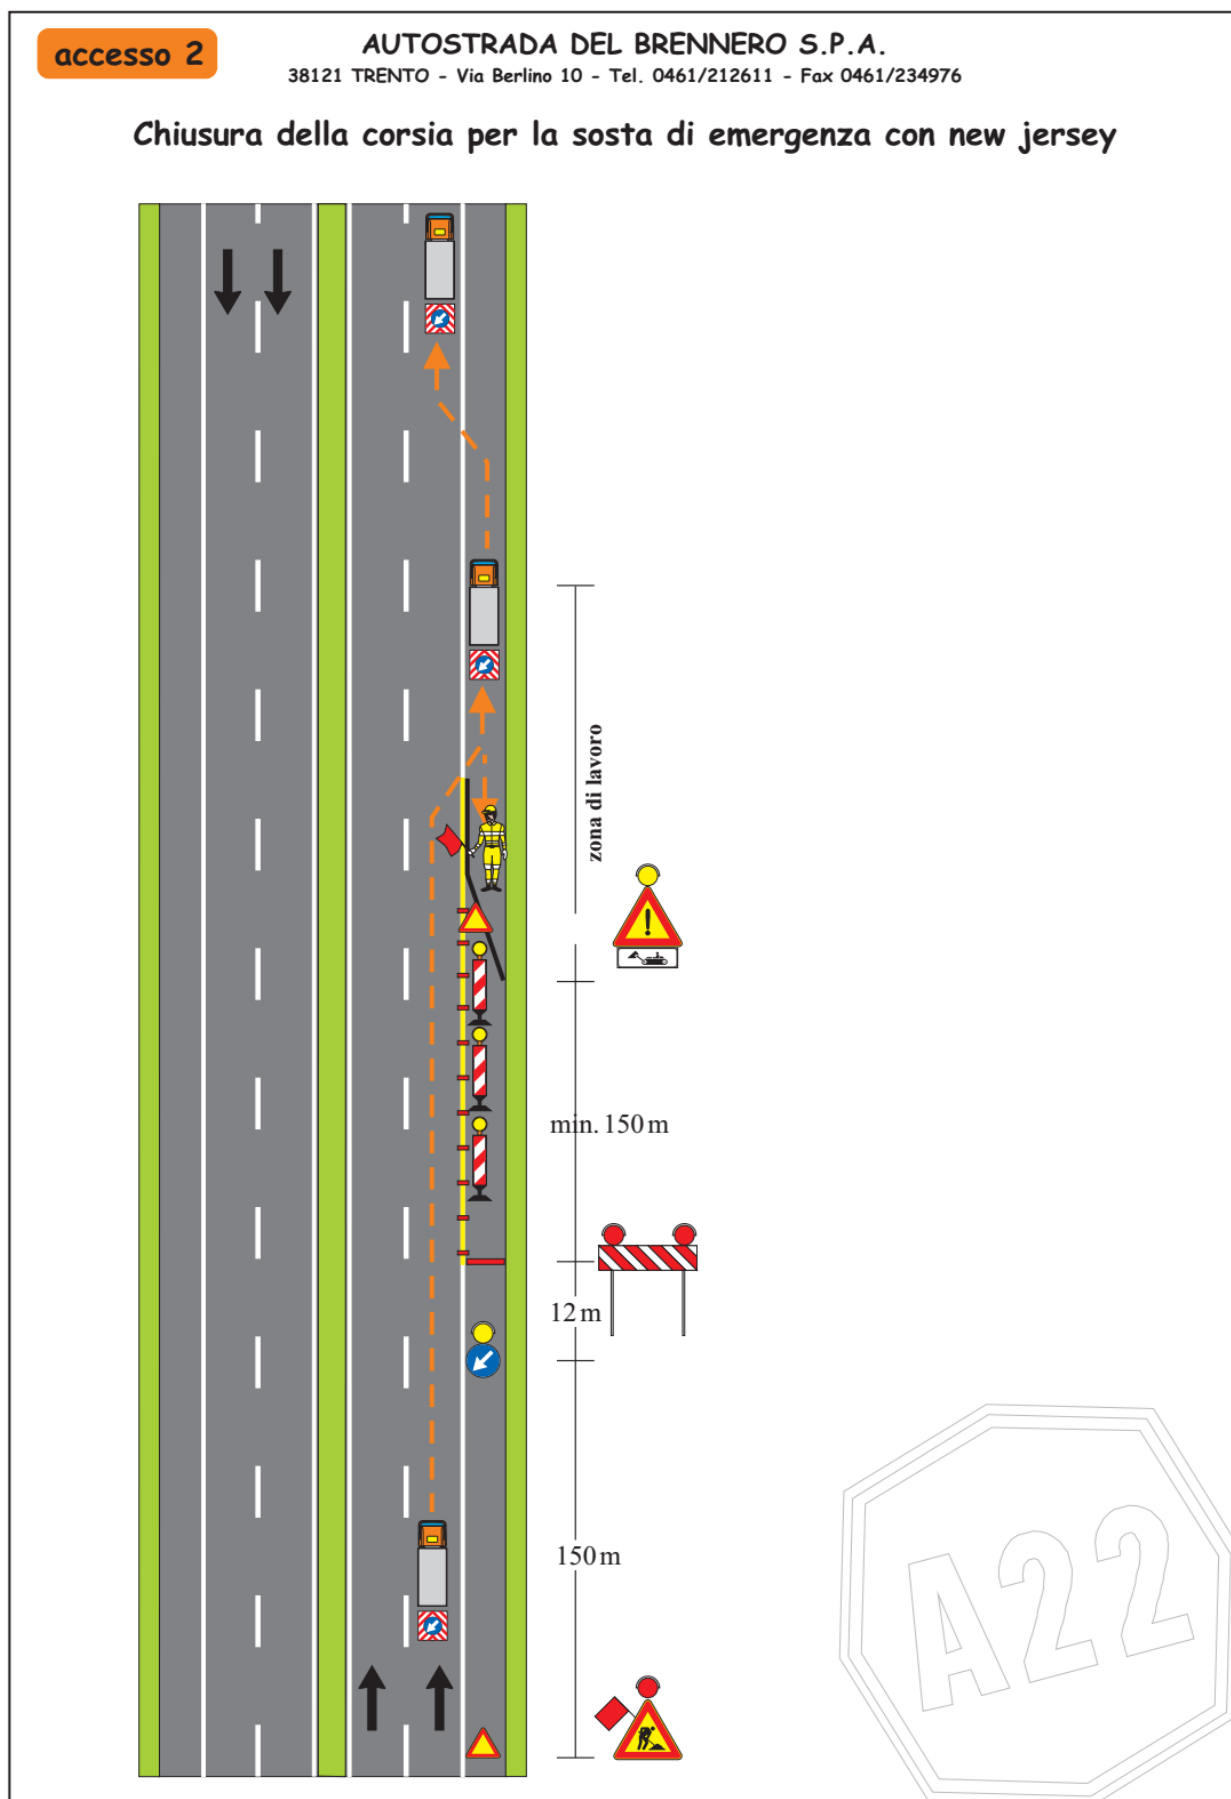 accesso 2
AUTOSTRADA DEL BRENNERO S.P.A.
38121 TRENTO - Via Berlino 10 - Tel. 0461/212611 - Fax 0461/234976
Chiusura della corsia per la sosta di emergenza con new jersey
zona di lavoro
!
min. 150 m
12 m
150 m
A22